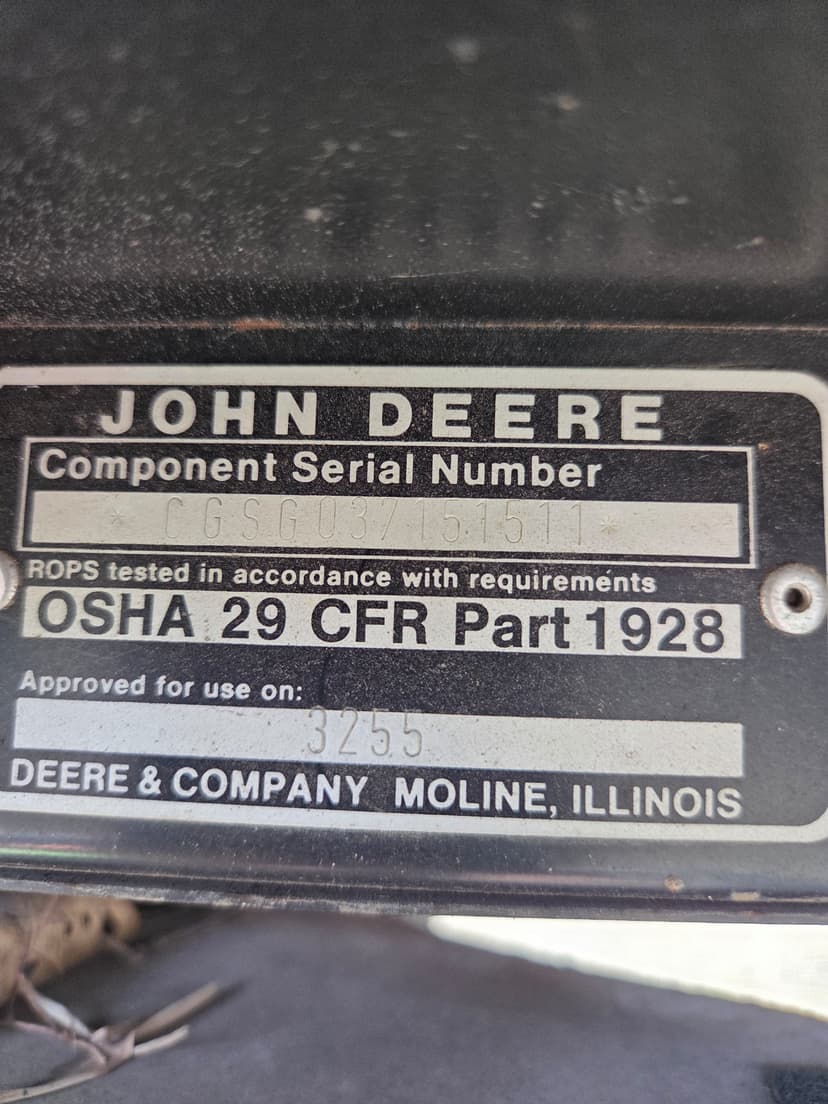 JOHN DEERE
Component Serial Number
* CGSG037151511*
ROPS tested in accordance with requirements
OSHA 29 CFR Part 1928
Approved for use on:
3255
DEERE & COMPANY MOLINE, ILLINOIS